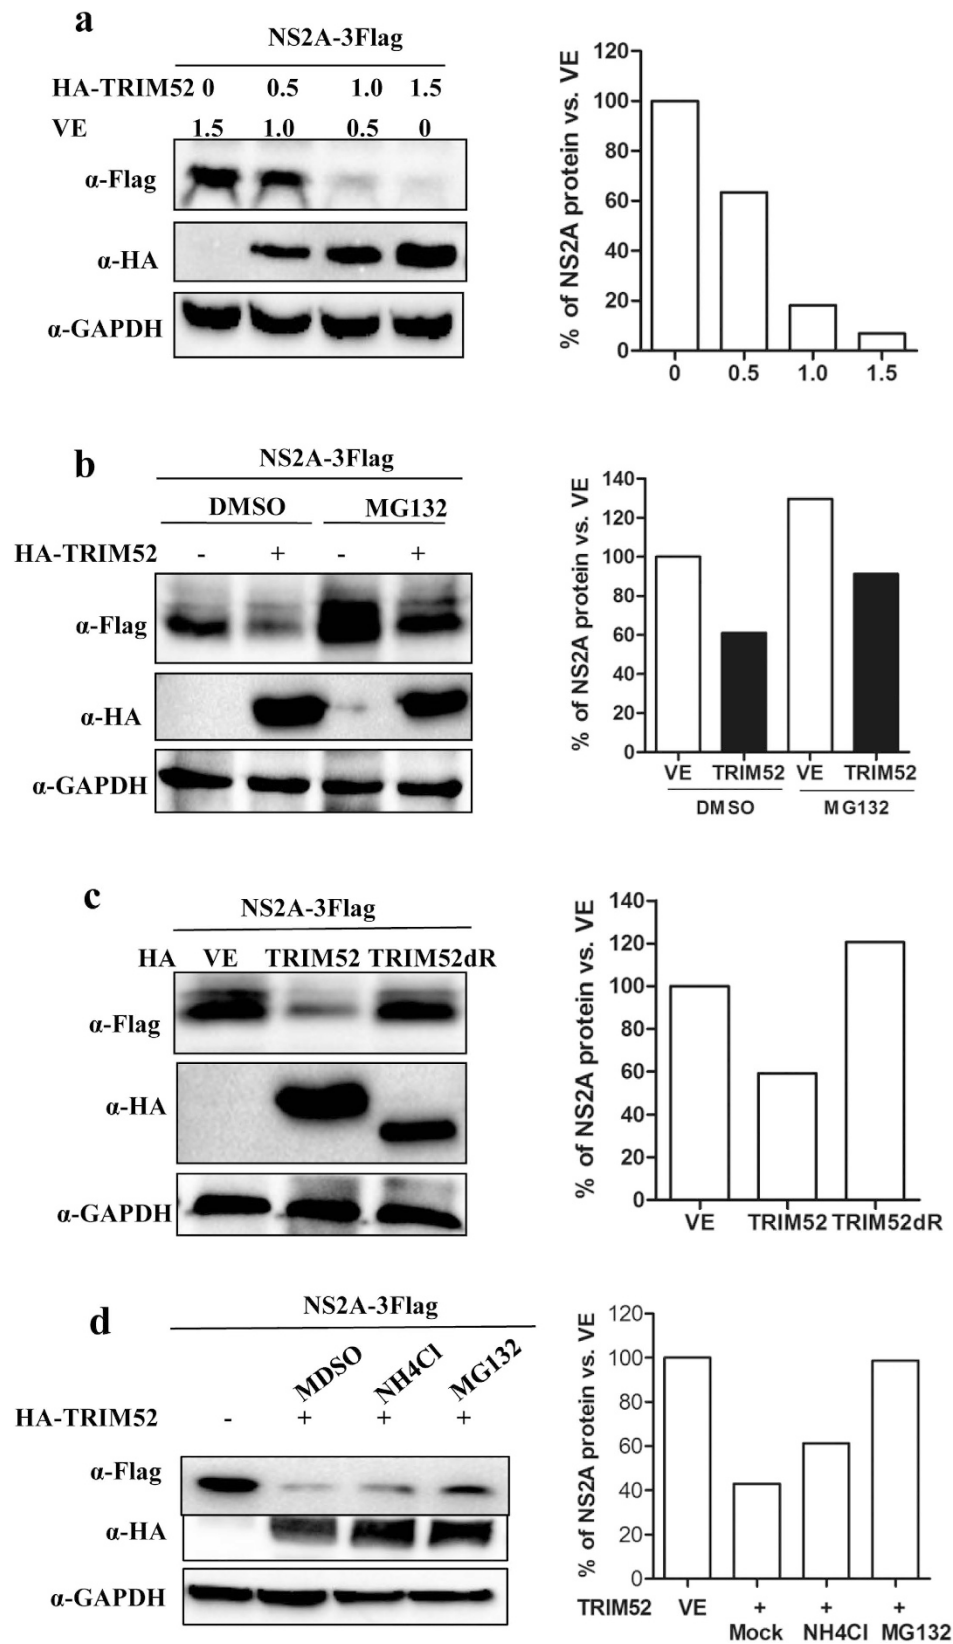 a
NS2A-3Flag
HA-TRIM52 0 0.5 1.0 1.5
VE 1.5 1.0 0.5 0
α-Flag
α-HA
α-GAPDH
% of NS2A protein vs. VE
120
100
80
60
40
20
0
0 0.5 1.0 1.5
b
NS2A-3Flag
DMSO MG132
HA-TRIM52 - + - +
α-Flag
α-HA
α-GAPDH
% of NS2A protein vs. VE
140
120
100
80
60
40
20
0
VE TRIM52 VE TRIM52
DMSO MG132
c
NS2A-3Flag
HA VE TRIM52 TRIM52dR
α-Flag
α-HA
α-GAPDH
% of NS2A protein vs. VE
140
120
100
80
60
40
20
0
VE TRIM52 TRIM52dR
d
NS2A-3Flag
MDSO NH4Cl MG132
HA-TRIM52 - + + +
α-Flag
α-HA
α-GAPDH
% of NS2A protein vs. VE
120
100
80
60
40
20
0
TRIM52 VE + + +
Mock NH4Cl MG132